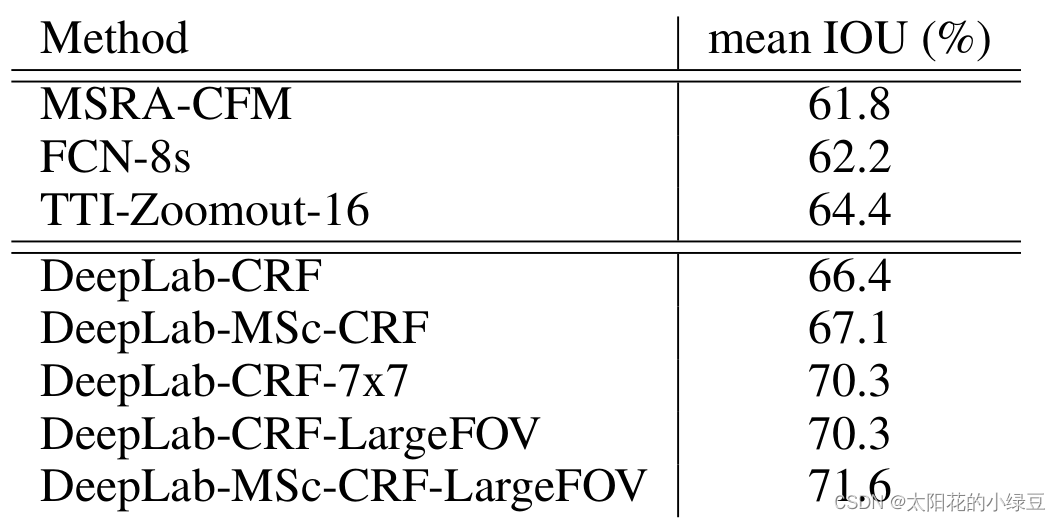 Method mean IOU (%)
MSRA-CFM 61.8
FCN-8s 62.2
TTI-Zoomout-16 64.4
DeepLab-CRF 66.4
DeepLab-MSc-CRF 67.1
DeepLab-CRF-7x7 70.3
DeepLab-CRF-LargeFOV 70.3
DeepLab-MSc-CRF-LargeFOV 71.6
CSDN @太阳花的小绿豆